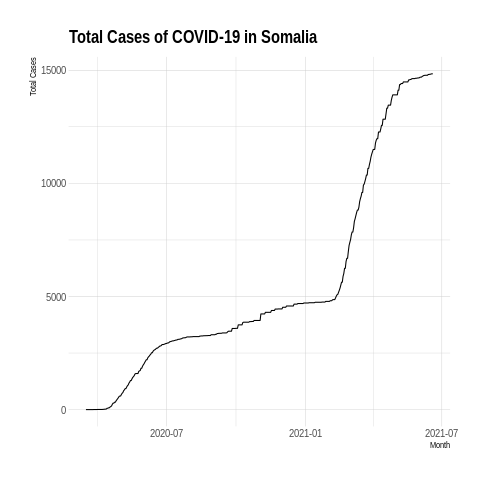 Total Cases of COVID-19 in Somalia
Total Cases
15000
10000
5000
0
2020-07
2021-01
2021-07
Month